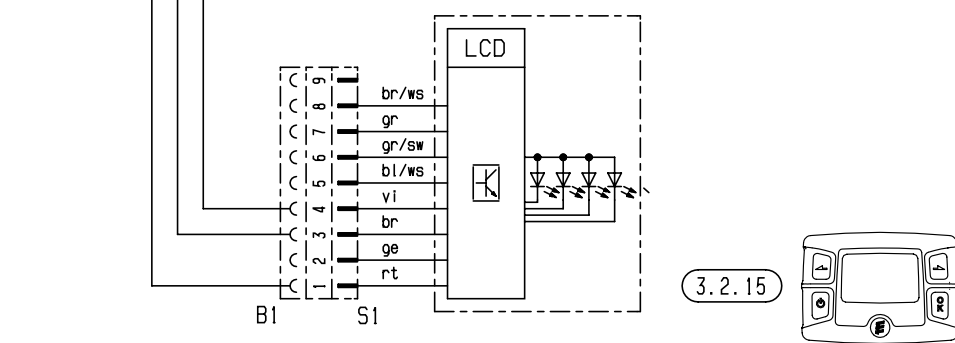 LCD
9
8 br/ws
7 gr
6 gr/sw
5 bl/ws
4 vi
3 br
2 ge
1 rt
B1 S1
3.2.15
OK